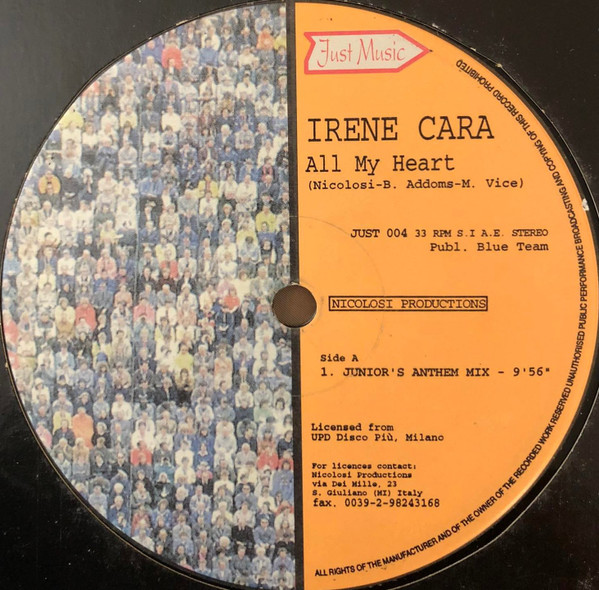 Just Music
IRENE CARA
All My Heart
(Nicolosi-B. Addoms-M. Vice)
JUST 004 33 RPM S.I A.E. STEREO
Publ. Blue Team
NICOLOSI PRODUCTIONS
Side A
1. JUNIOR'S ANTHEM MIX - 9'56"
Licensed from
UPD Disco Più, Milano
For licences contact:
Nicolosi Productions
via Dei Mille, 23
S. Giuliano (MI) Italy
fax. 0039-2-98243168
ALL RIGHTS OF THE MANUFACTURER AND OF THE OWNER OF THE RECORDED WORK RESERVED UNAUTHORISED PUBLIC PERFORMANCE BROADCASTING AND COPYING OF THIS RECORD PROHIBITED